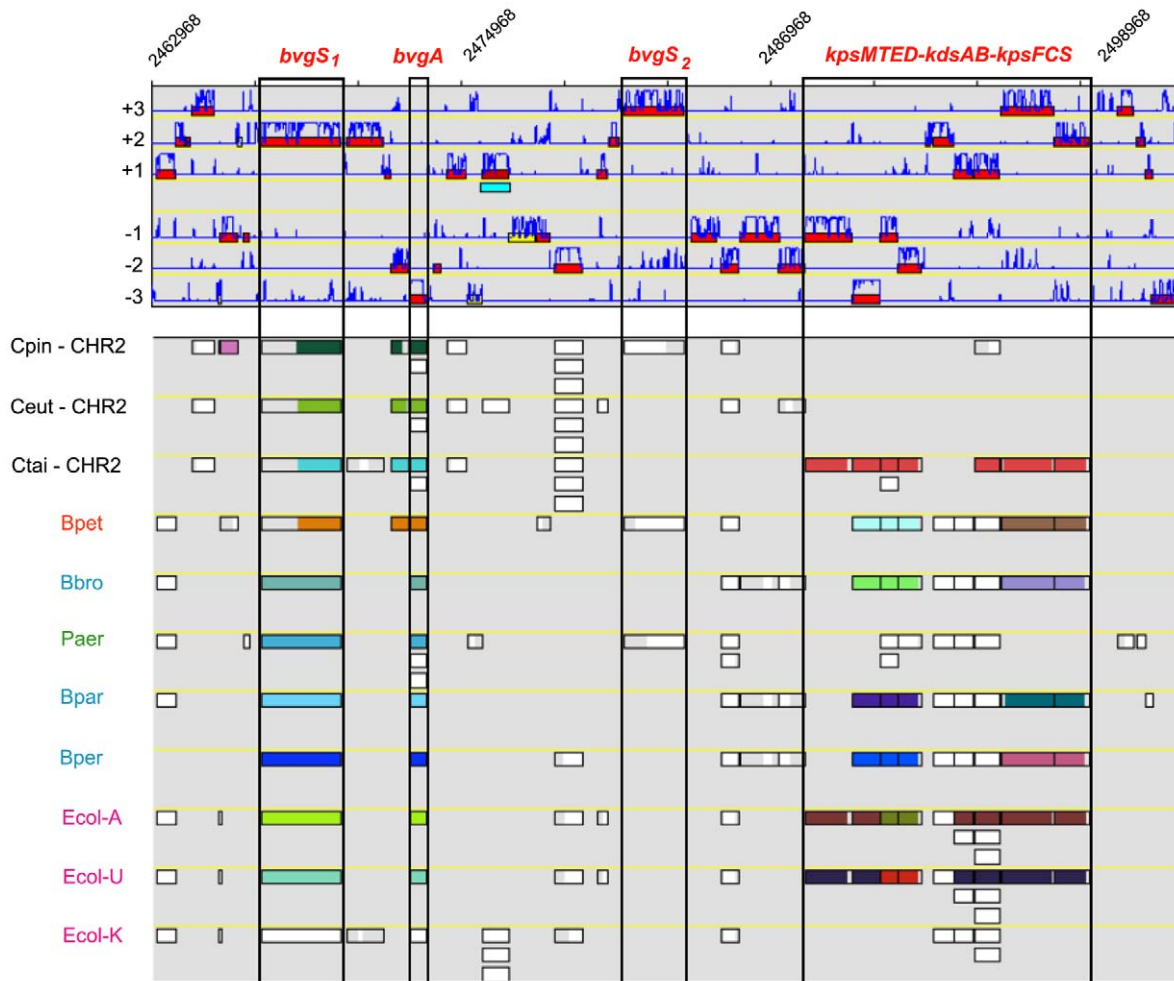 2462968
2474968
2486968
2498968
bvgS1 bvgA bvgS2 kpsMTED-kdsAB-kpsFCS
+3
+2
+1
-1
-2
-3
Cpin - CHR2
Ceut - CHR2
Ctai - CHR2
Bpet
Bbro
Paer
Bpar
Bper
Ecol-A
Ecol-U
Ecol-K